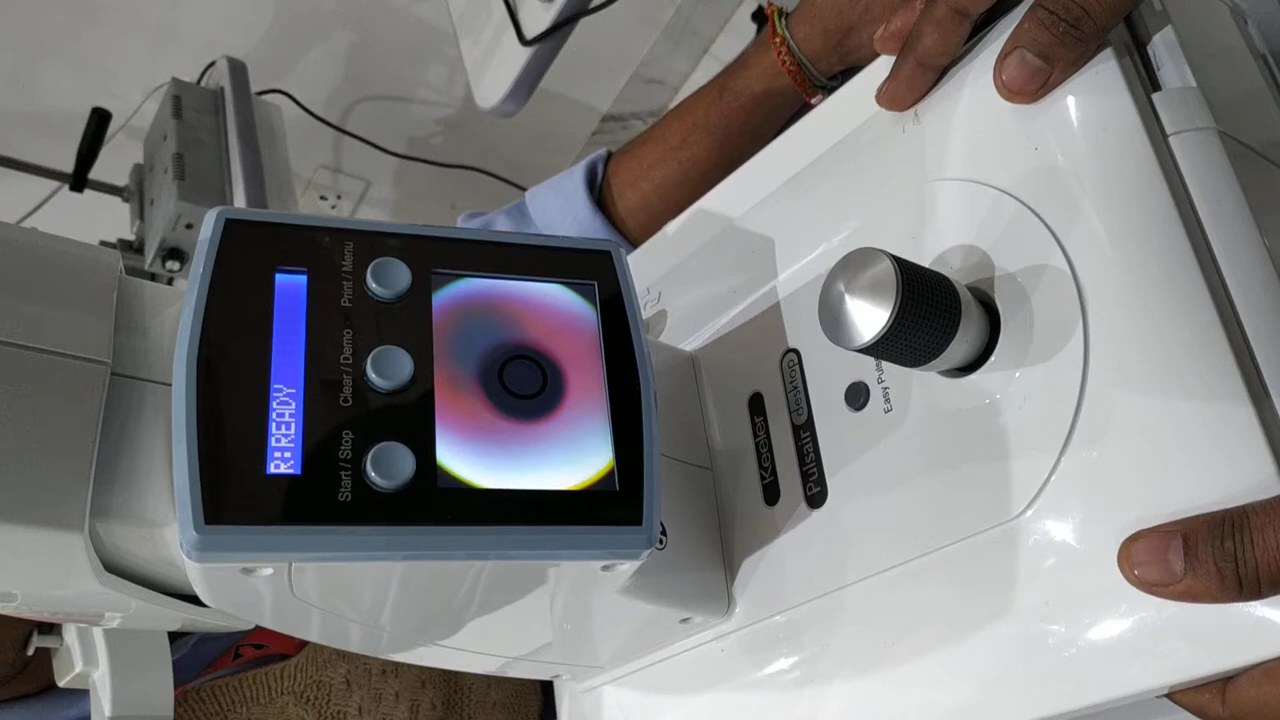 R:READY
Start / Stop
Clear / Demo
Print / Menu
Keeler
Pulsair desktop
Easy Pulse